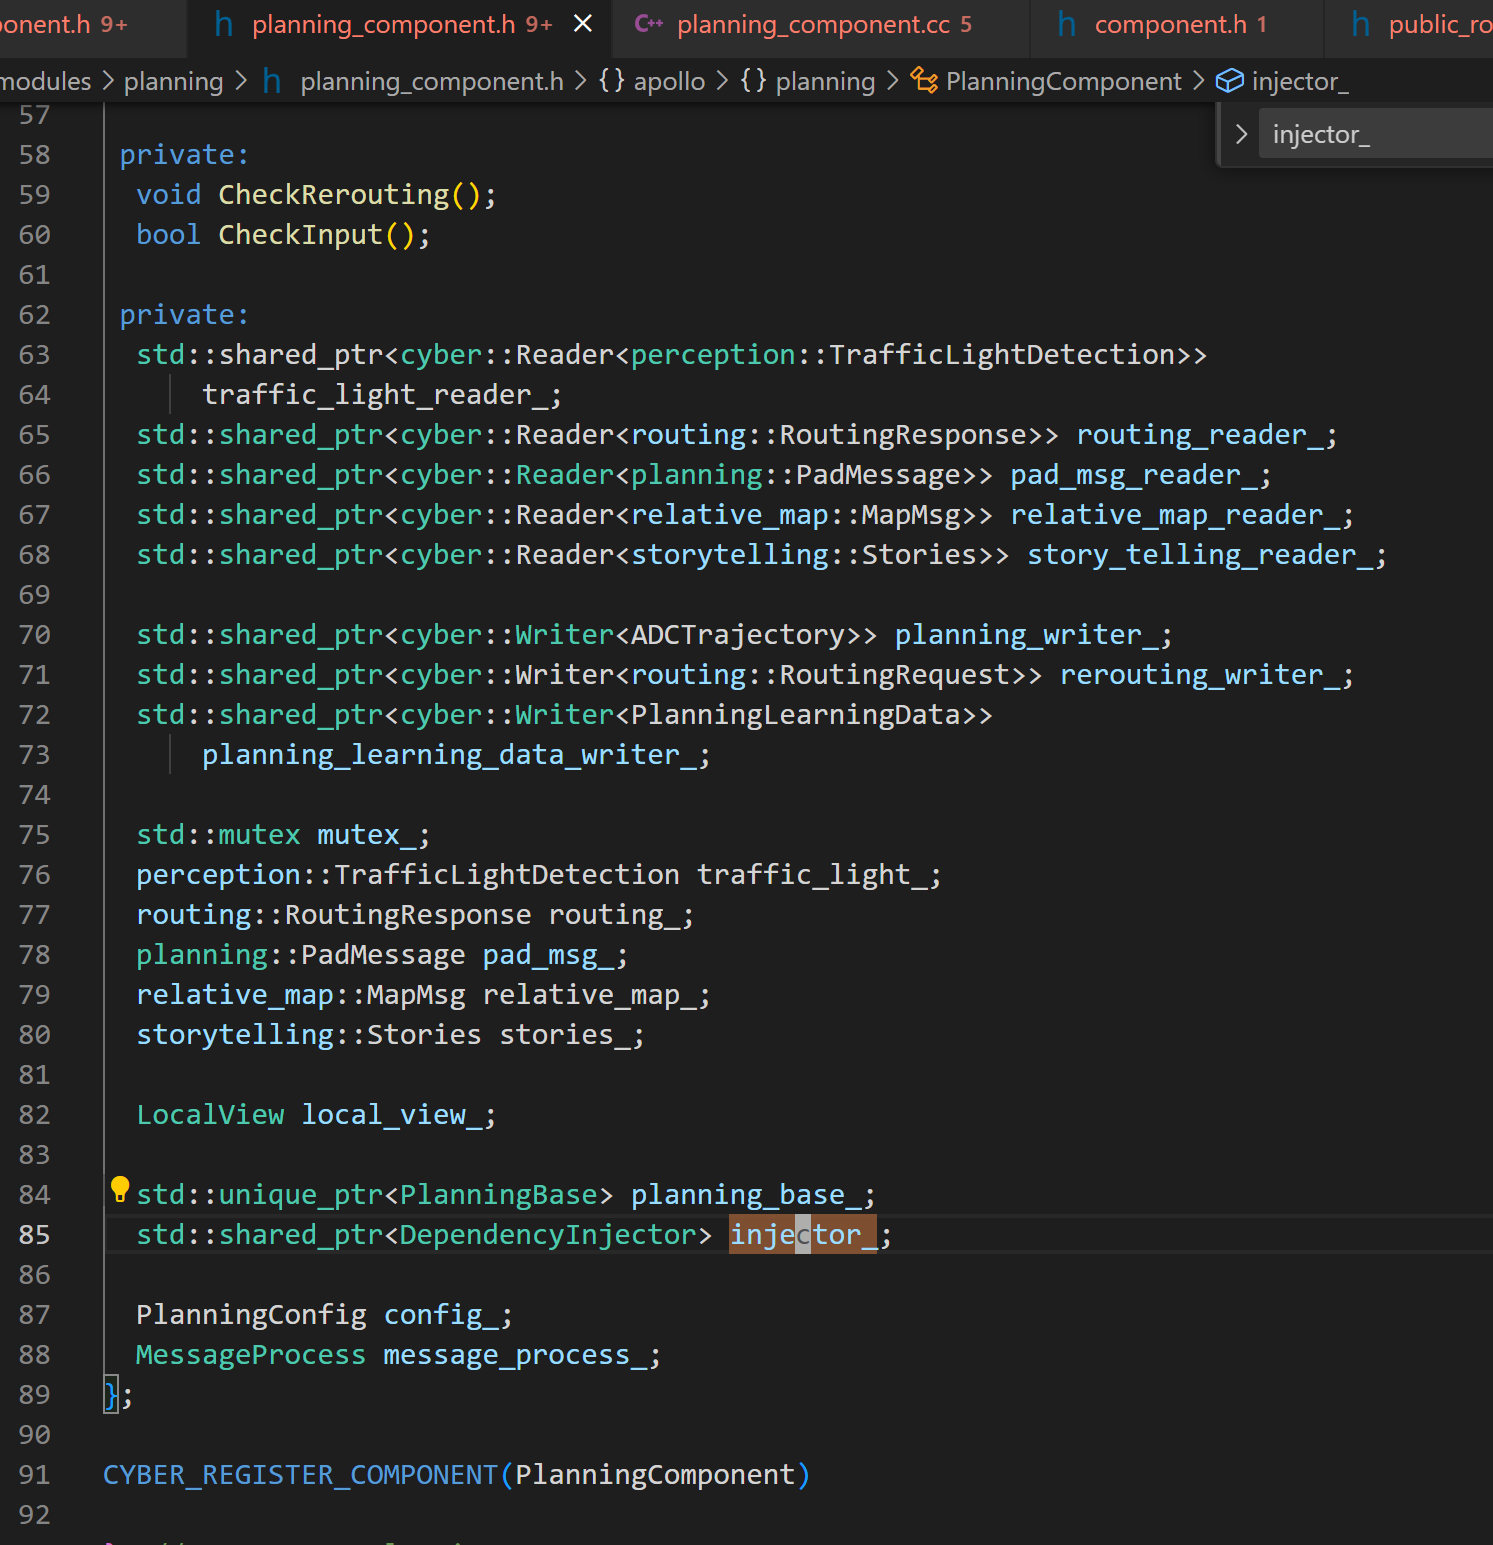 onent.h 9+ h planning_component.h 9+ × C++ planning_component.cc 5 h component.h 1 h public_ro
modules > planning > h planning_component.h > {} apollo > {} planning > PlanningComponent > injector_
> injector_
57
58 private:
59 void CheckRerouting();
60 bool CheckInput();
61
62 private:
63 std::shared_ptr<cyber::Reader<perception::TrafficLightDetection>>
64 traffic_light_reader_;
65 std::shared_ptr<cyber::Reader<routing::RoutingResponse>> routing_reader_;
66 std::shared_ptr<cyber::Reader<planning::PadMessage>> pad_msg_reader_;
67 std::shared_ptr<cyber::Reader<relative_map::MapMsg>> relative_map_reader_;
68 std::shared_ptr<cyber::Reader<storytelling::Stories>> story_telling_reader_;
69
70 std::shared_ptr<cyber::Writer<ADCTrajectory>> planning_writer_;
71 std::shared_ptr<cyber::Writer<routing::RoutingRequest>> rerouting_writer_;
72 std::shared_ptr<cyber::Writer<PlanningLearningData>>
73 planning_learning_data_writer_;
74
75 std::mutex mutex_;
76 perception::TrafficLightDetection traffic_light_;
77 routing::RoutingResponse routing_;
78 planning::PadMessage pad_msg_;
79 relative_map::MapMsg relative_map_;
80 storytelling::Stories stories_;
81
82 LocalView local_view_;
83
84 std::unique_ptr<PlanningBase> planning_base_;
85 std::shared_ptr<DependencyInjector> injector_;
86
87 PlanningConfig config_;
88 MessageProcess message_process_;
89 };
90
91 CYBER_REGISTER_COMPONENT(PlanningComponent)
92